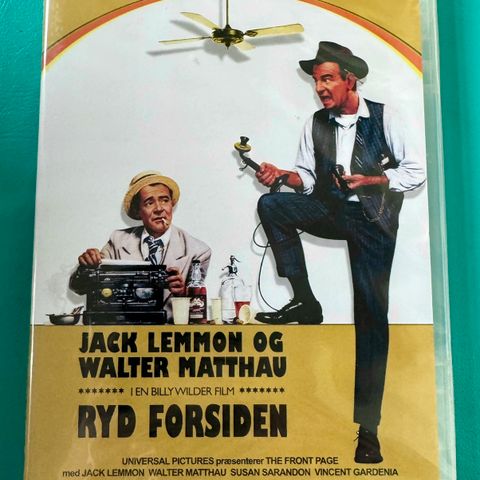 JACK LEMMON OG
WALTER MATTHAU
******* I EN BILLY WILDER FILM *******
RYD FORSIDEN
UNIVERSAL PICTURES præsenterer THE FRONT PAGE
med JACK LEMMON WALTER MATTHAU SUSAN SARANDON VINCENT GARDENIA